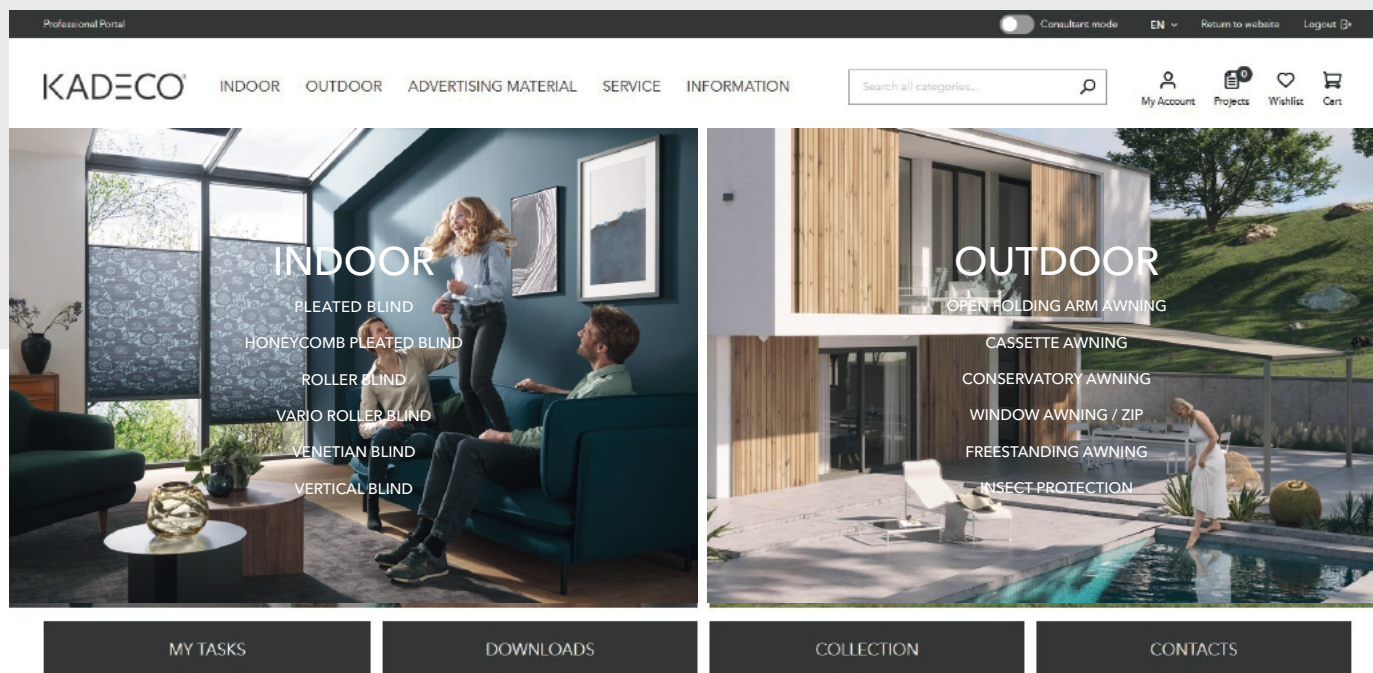 Professional Portal
Consultant mode
EN
Return to website
Logout
KADECO
INDOOR
OUTDOOR
ADVERTISING MATERIAL
SERVICE
INFORMATION
Search all categories...
My Account
0
Projects
Wishlist
Cart
INDOOR
PLEATED BLIND
HONEYCOMB PLEATED BLIND
ROLLER BLIND
VARIO ROLLER BLIND
VENETIAN BLIND
VERTICAL BLIND
OUTDOOR
OPEN FOLDING ARM AWNING
CASSETTE AWNING
CONSERVATORY AWNING
WINDOW AWNING / ZIP
FREESTANDING AWNING
INSECT PROTECTION
MY TASKS
DOWNLOADS
COLLECTION
CONTACTS